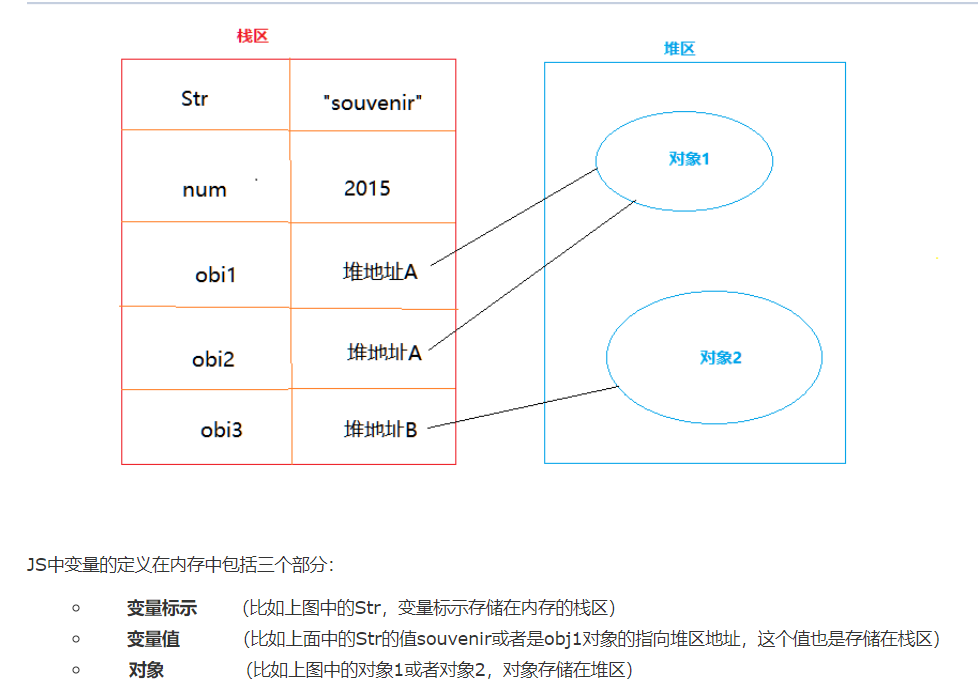 栈区
堆区
Str "souvenir"
对象1
num 2015
obi1 堆地址A
obi2 堆地址A
对象2
obi3 堆地址B
JS中变量的定义在内存中包括三个部分：
变量标示 （比如上图中的Str，变量标示存储在内存的栈区）
变量值 （比如上面中的Str的值souvenir或者是obj1对象的指向堆区地址，这个值也是存储在栈区）
对象 （比如上图中的对象1或者对象2，对象存储在堆区）